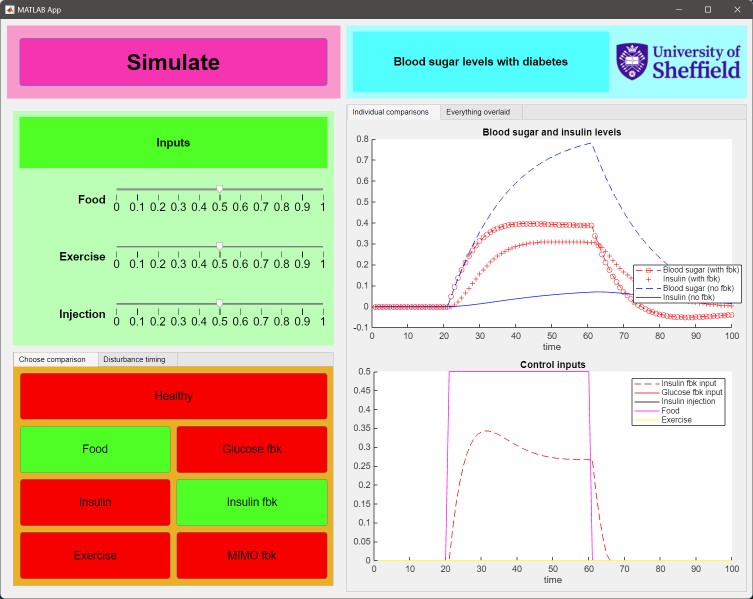 MATLAB App
Simulate
Blood sugar levels with diabetes
University of
Sheffield
Inputs
Food
0 0.1 0.2 0.3 0.4 0.5 0.6 0.7 0.8 0.9 1
Exercise
0 0.1 0.2 0.3 0.4 0.5 0.6 0.7 0.8 0.9 1
Injection
0 0.1 0.2 0.3 0.4 0.5 0.6 0.7 0.8 0.9 1
Choose comparison Disturbance timing
Healthy
Food Glucose fbk
Insulin Insulin fbk
Exercise MIMO fbk
Individual comparisons Everything overlaid
Blood sugar and insulin levels
0.8
0.7
0.6
0.5
0.4
0.3
0.2
0.1
0
-0.1
0 10 20 30 40 50 60 70 80 90 100
time
Blood sugar (with fbk)
Insulin (with fbk)
Blood sugar (no fbk)
Insulin (no fbk)
Control inputs
0.5
0.45
0.4
0.35
0.3
0.25
0.2
0.15
0.1
0.05
0
0 10 20 30 40 50 60 70 80 90 100
time
Insulin fbk input
Glucose fbk input
Insulin injection
Food
Exercise